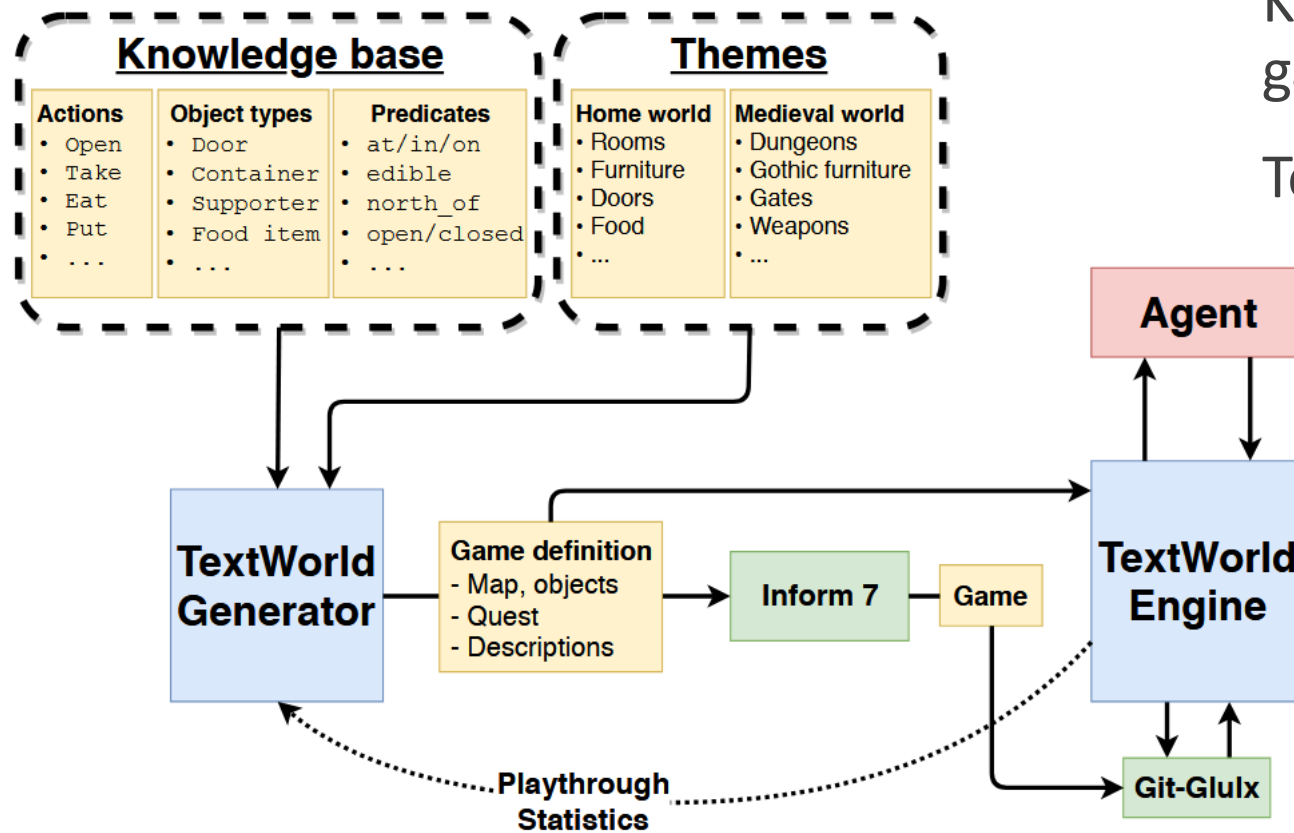 Knowledge base
Actions
• Open
• Take
• Eat
• Put
• ...
Object types
• Door
• Container
• Supporter
• Food item
• ...
Predicates
• at/in/on
• edible
• north_of
• open/closed
• ...
Themes
Home world
• Rooms
• Furniture
• Doors
• Food
• ...
Medieval world
• Dungeons
• Gothic furniture
• Gates
• Weapons
• ...
Agent
TextWorld
Generator
Game definition
- Map, objects
- Quest
- Descriptions
Inform 7
Game
TextWorld
Engine
Playthrough
Statistics
Git-Glulx